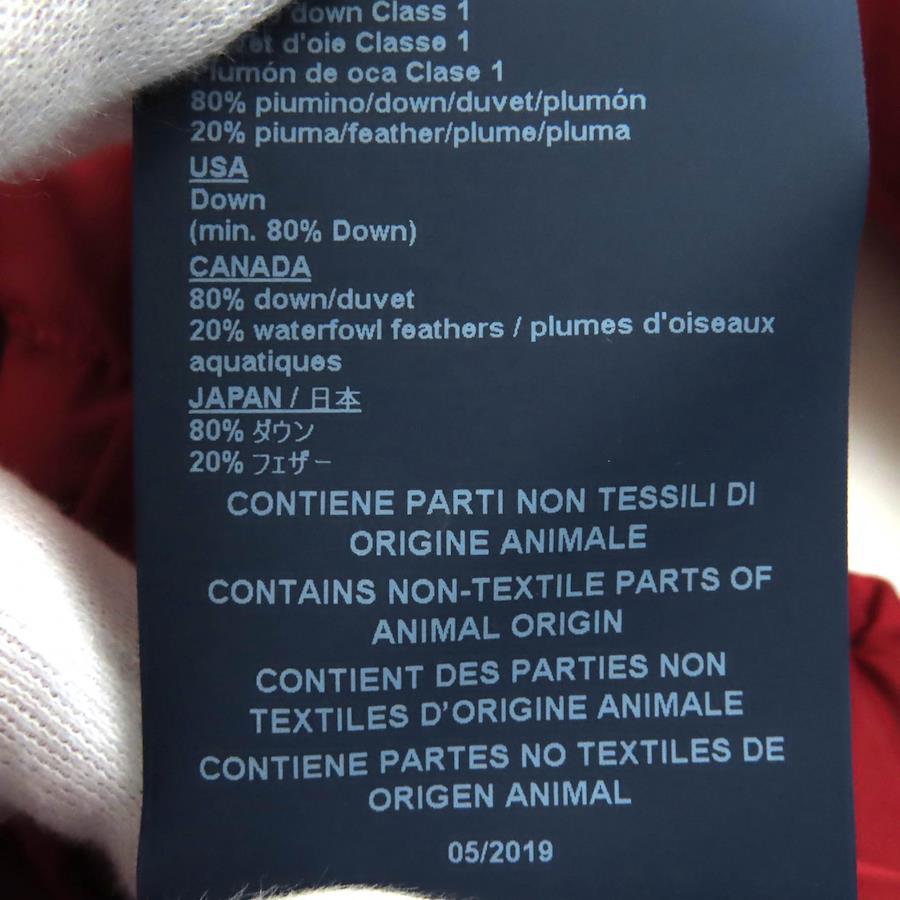 down Class 1
d'oie Classe 1
Plumón de oca Clase 1
80% piumino/down/duvet/plumón
20% piuma/feather/plume/pluma
USA
Down
(min. 80% Down)
CANADA
80% down/duvet
20% waterfowl feathers / plumes d'oiseaux
aquatiques
JAPAN / 日本
80% ダウン
20% フェザー
CONTIENE PARTI NON TESSILI DI
ORIGINE ANIMALE
CONTAINS NON-TEXTILE PARTS OF
ANIMAL ORIGIN
CONTIENT DES PARTIES NON
TEXTILES D'ORIGINE ANIMALE
CONTIENE PARTES NO TEXTILES DE
ORIGEN ANIMAL
05/2019